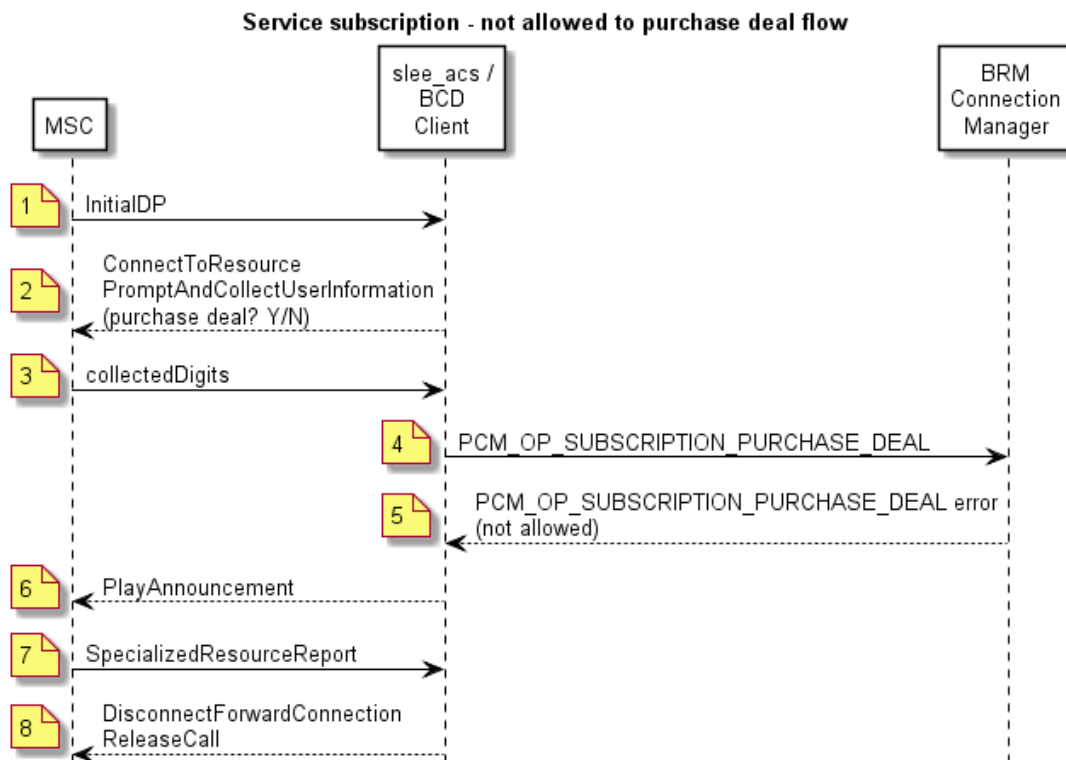 Service subscription - not allowed to purchase deal flow
MSC
slee_acs /
BCD
Client
BRM
Connection
Manager
1
InitialDP
2
ConnectToResource
PromptAndCollectUserInformation
(purchase deal? Y/N)
3
collectedDigits
4
PCM_OP_SUBSCRIPTION_PURCHASE_DEAL
5
PCM_OP_SUBSCRIPTION_PURCHASE_DEAL error
(not allowed)
6
PlayAnnouncement
7
SpecializedResourceReport
8
DisconnectForwardConnection
ReleaseCall